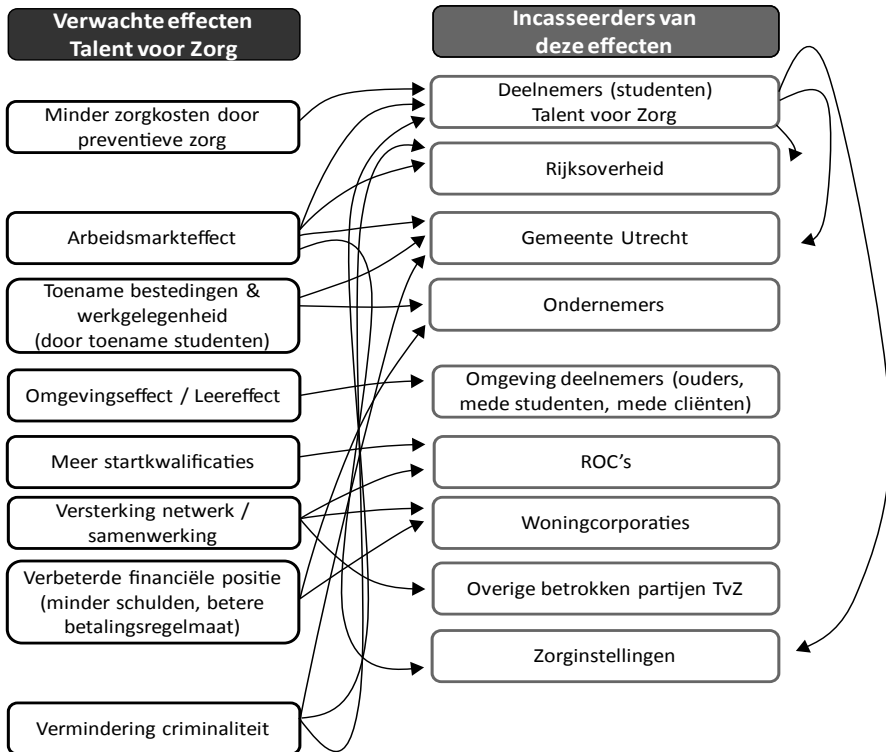 Verwachte effecten
Talent voor Zorg
Minder zorgkosten door
preventieve zorg
Arbeidsmarkteffect
Toename bestedingen &
werkgelegenheid
(door toename studenten)
Omgevingseffect / Leereffect
Meer startkwalificaties
Versterking netwerk /
samenwerking
Verbeterde financiële positie
(minder schulden, betere
betalingsregelmaat)
Vermindering criminaliteit
Incasseerders van
deze effecten
Deelnemers (studenten)
Talent voor Zorg
Rijksoverheid
Gemeente Utrecht
Ondernemers
Omgeving deelnemers (ouders,
mede studenten, mede cliënten)
ROC's
Woningcorporaties
Overige betrokken partijen TvZ
Zorginstellingen